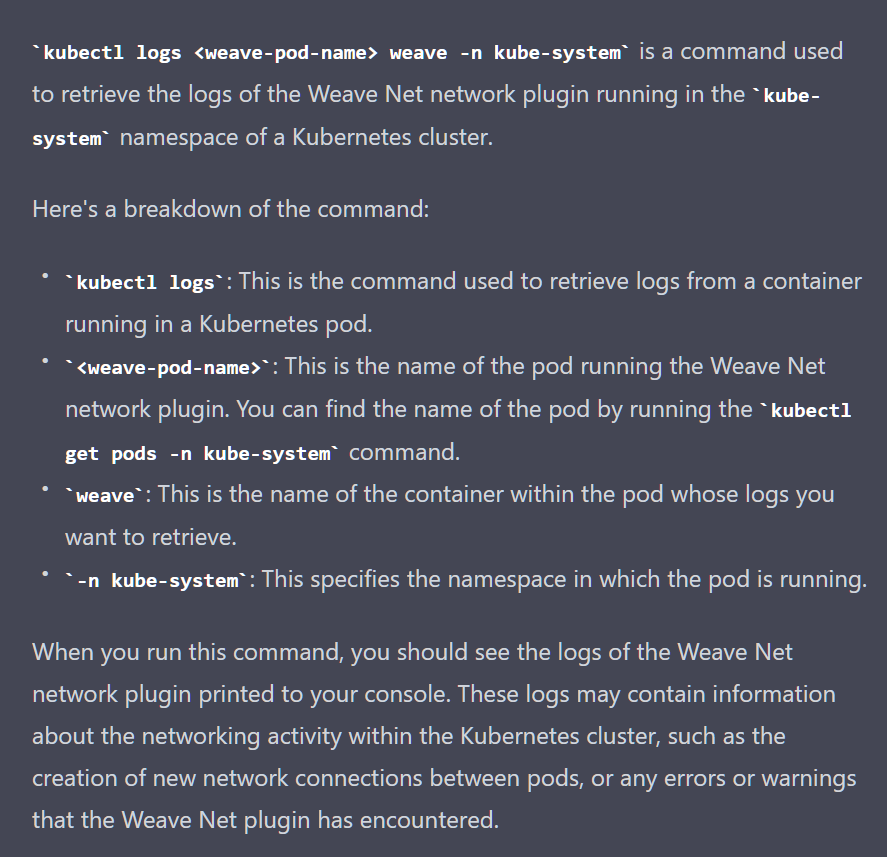 `kubectl logs <weave-pod-name> weave -n kube-system` is a command used
to retrieve the logs of the Weave Net network plugin running in the `kube-
system` namespace of a Kubernetes cluster.
Here's a breakdown of the command:
• `kubectl logs`: This is the command used to retrieve logs from a container
running in a Kubernetes pod.
• `<weave-pod-name>`: This is the name of the pod running the Weave Net
network plugin. You can find the name of the pod by running the `kubectl
get pods -n kube-system` command.
• `weave`: This is the name of the container within the pod whose logs you
want to retrieve.
• `-n kube-system`: This specifies the namespace in which the pod is running.
When you run this command, you should see the logs of the Weave Net
network plugin printed to your console. These logs may contain information
about the networking activity within the Kubernetes cluster, such as the
creation of new network connections between pods, or any errors or warnings
that the Weave Net plugin has encountered.